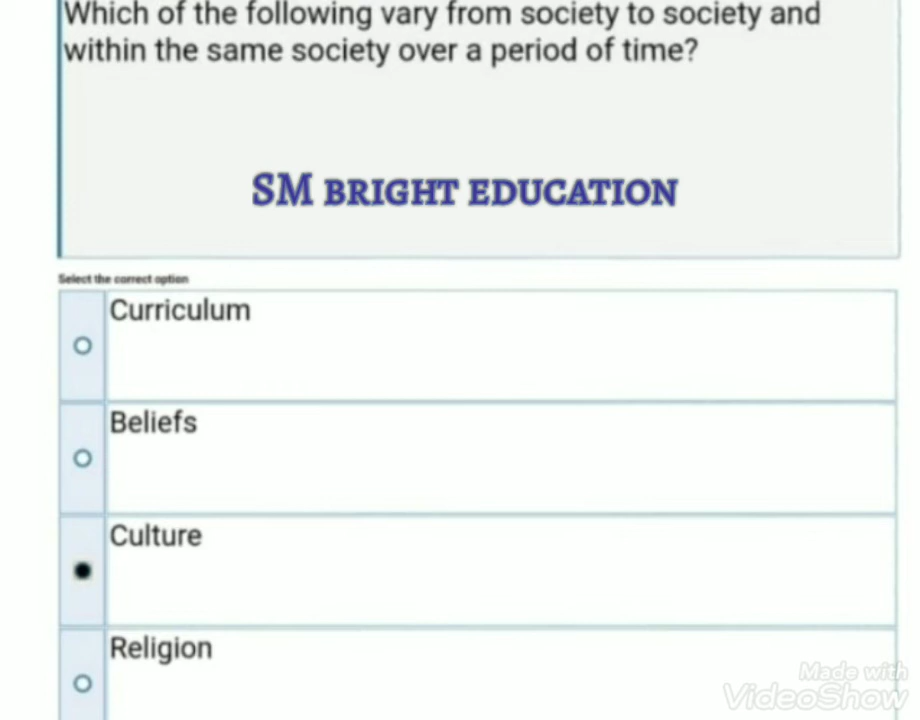 Which of the following vary from society to society and
within the same society over a period of time?
SM BRIGHT EDUCATION
Select the correct option
Curriculum
Beliefs
Culture
Religion
Made with
VideoShow